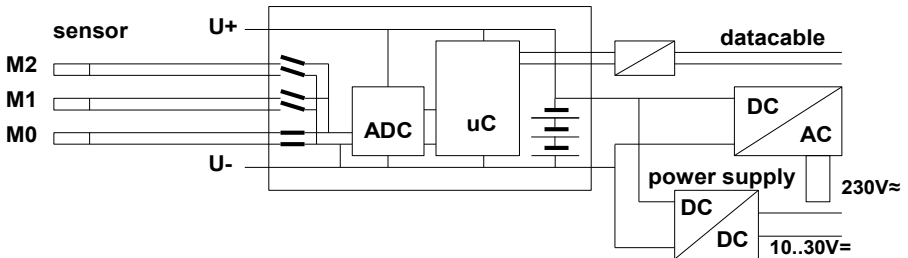 sensor
U+
datacable
M2
M1
M0
ADC
uC
DC
AC
U-
power supply
230V≈
DC
DC
10..30V=